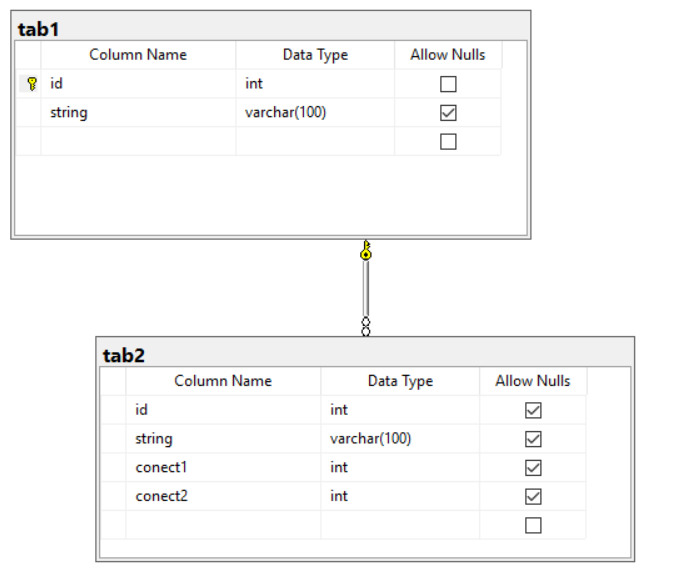 tab1
Column Name Data Type Allow Nulls
id int
string varchar(100)
tab2
Column Name Data Type Allow Nulls
id int
string varchar(100)
conect1 int
conect2 int